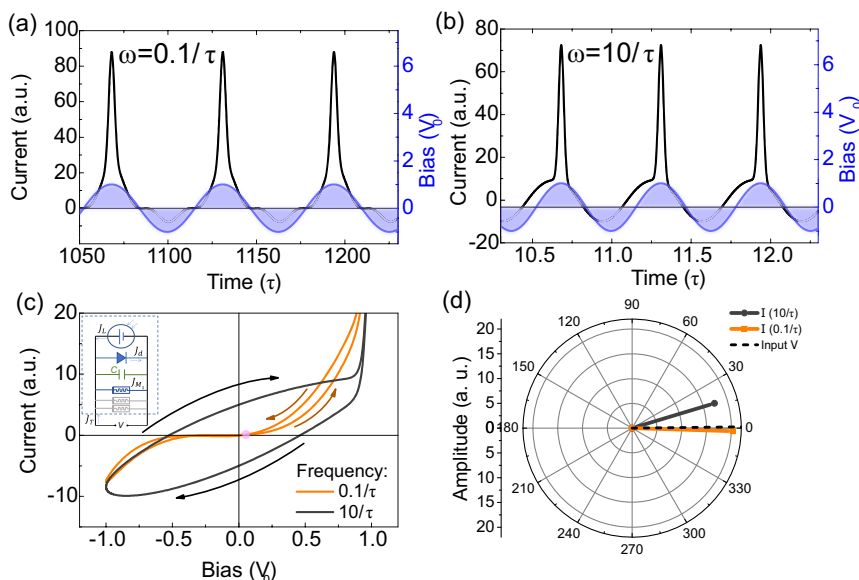 (a)
ω=0.1/τ
Current (a.u.)
100
80
60
40
20
0
Bias (V₀)
6
4
2
0
1050
1100
1150
1200
Time (τ)
(b)
ω=10/τ
Current (a.u.)
80
60
40
20
0
-20
Bias (V₀)
6
4
2
0
10.5
11.0
11.5
12.0
Time (τ)
(c)
Current (a.u.)
20
10
0
-10
J_L
J_d
C
J_T
V
Frequency:
0.1/τ
10/τ
-1.0
-0.5
0.0
0.5
1.0
Bias (V₀)
(d)
I (10/τ)
I (0.1/τ)
Input V
Amplitude (a. u.)
20
15
10
5
0
5
10
15
20
90
60
30
0
330
300
270
240
210
180
150
120